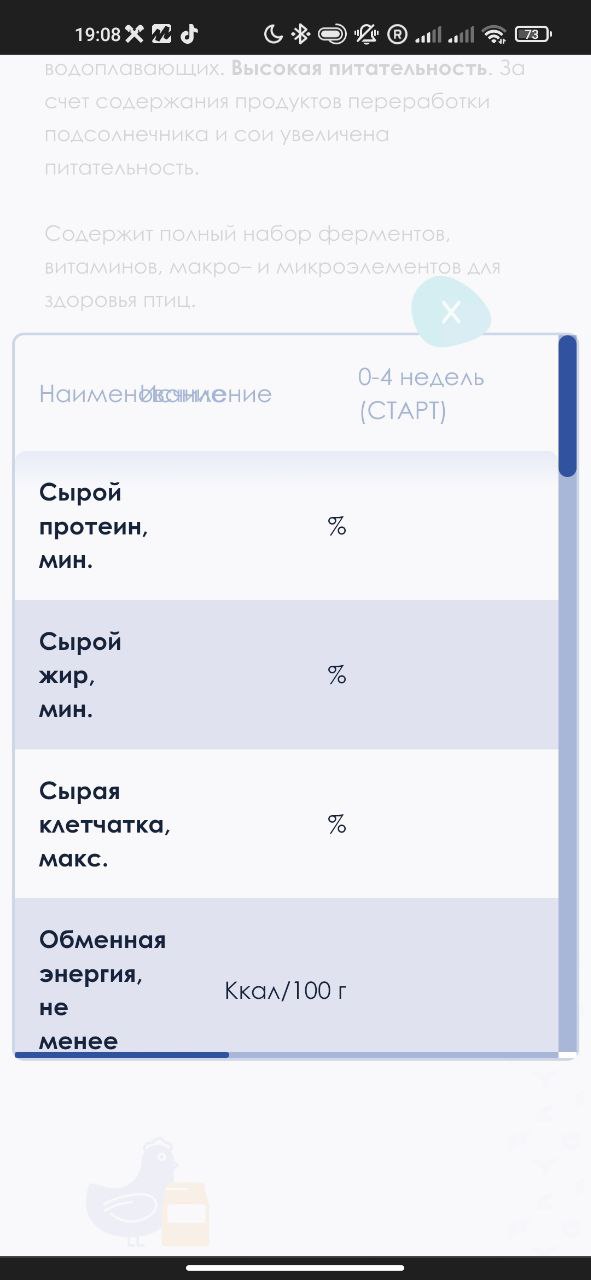 19:08
73
водоплавающих. Высокая питательность. За
счет содержания продуктов переработки
подсолнечника и сои увеличена
питательность.
Содержит полный набор ферментов,
витаминов, макро– и микроэлементов для
здоровья птиц.
X
0-4 недель
(СТАРТ)
Сырой
протеин,
мин.
%
Сырой
жир,
мин.
%
Сырая
клетчатка,
макс.
%
Обменная
энергия,
не
менее
Ккал/100 г